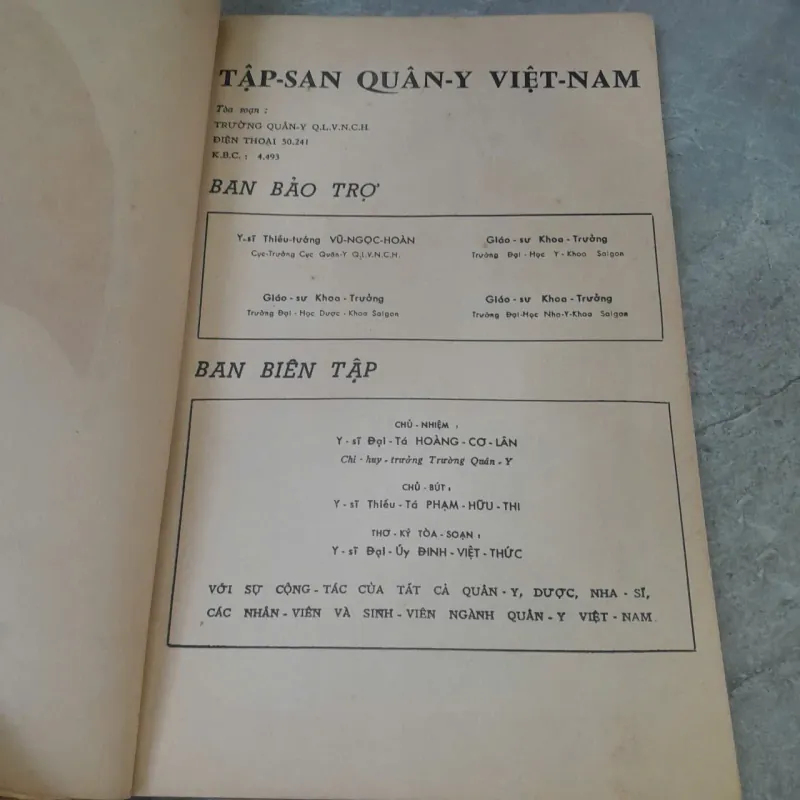 TẬP-SAN QUÂN-Y VIỆT-NAM
Tòa soạn :
TRƯỜNG QUÂN-Y Q.L.V.N.C.H.
ĐIỆN THOẠI 50.241
K.B.C. : 4.493
BAN BẢO TRỢ
Y-sĩ Thiếu-tướng VŨ-NGỌC-HOÀN
Cục-Trưởng Cục Quân-Y Q.L.V.N.C.H.
Giáo-sư Khoa-Trưởng
Trường Đại-Học Y-Khoa Saigon
Giáo-sư Khoa-Trưởng
Trường Đại-Học Dược-Khoa Saigon
Giáo-sư Khoa-Trưởng
Trường Đại-Học Nha-Y-Khoa Saigon
BAN BIÊN TẬP
CHỦ-NHIỆM :
Y-sĩ Đại-Tá HOÀNG-CƠ-LÂN
Chỉ-huy-trưởng Trường Quân-Y
CHỦ-BÚT :
Y-sĩ Thiếu-Tá PHẠM-HỮU-THI
THƠ-KÝ TÒA-SOẠN :
Y-sĩ Đại-Úy ĐINH-VIỆT-THỨC
VỚI SỰ CỘNG-TÁC CỦA TẤT CẢ QUÂN-Y, DƯỢC, NHA-SĨ,
CÁC NHÂN-VIÊN VÀ SINH-VIÊN NGÀNH QUÂN-Y VIỆT-NAM.